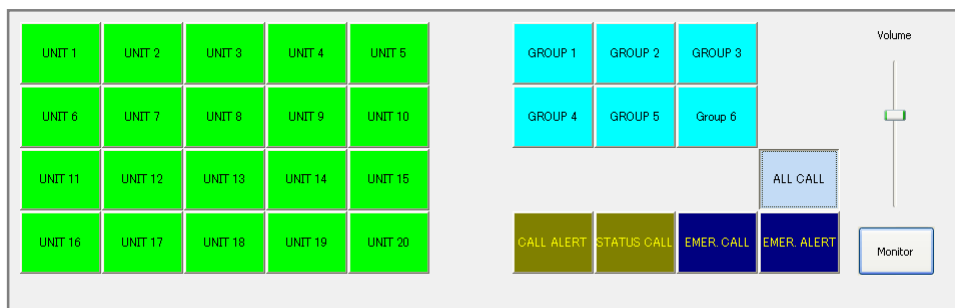 UNIT 1 UNIT 2 UNIT 3 UNIT 4 UNIT 5 GROUP 1 GROUP 2 GROUP 3 Volume
UNIT 6 UNIT 7 UNIT 8 UNIT 9 UNIT 10 GROUP 4 GROUP 5 Group 6
UNIT 11 UNIT 12 UNIT 13 UNIT 14 UNIT 15 ALL CALL
UNIT 16 UNIT 17 UNIT 18 UNIT 19 UNIT 20 CALL ALERT STATUS CALL EMER. CALL EMER. ALERT Monitor